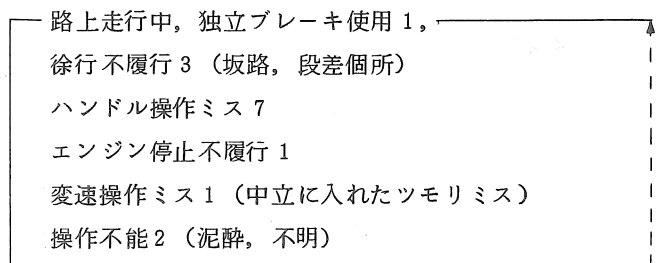 路上走行中，独立ブレーキ使用1，
徐行不履行3（坂路，段差個所）
ハンドル操作ミス7
エンジン停止不履行1
変速操作ミス1（中立に入れたツモリミス）
操作不能2（泥酔，不明）